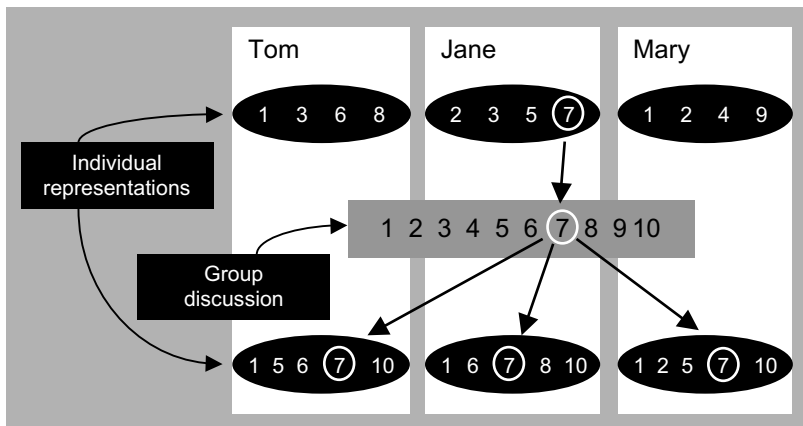 Tom Jane Mary
1 3 6 8 2 3 5 7 1 2 4 9
Individual
representations
1 2 3 4 5 6 7 8 9 10
Group
discussion
1 5 6 7 10 1 6 7 8 10 1 2 5 7 10